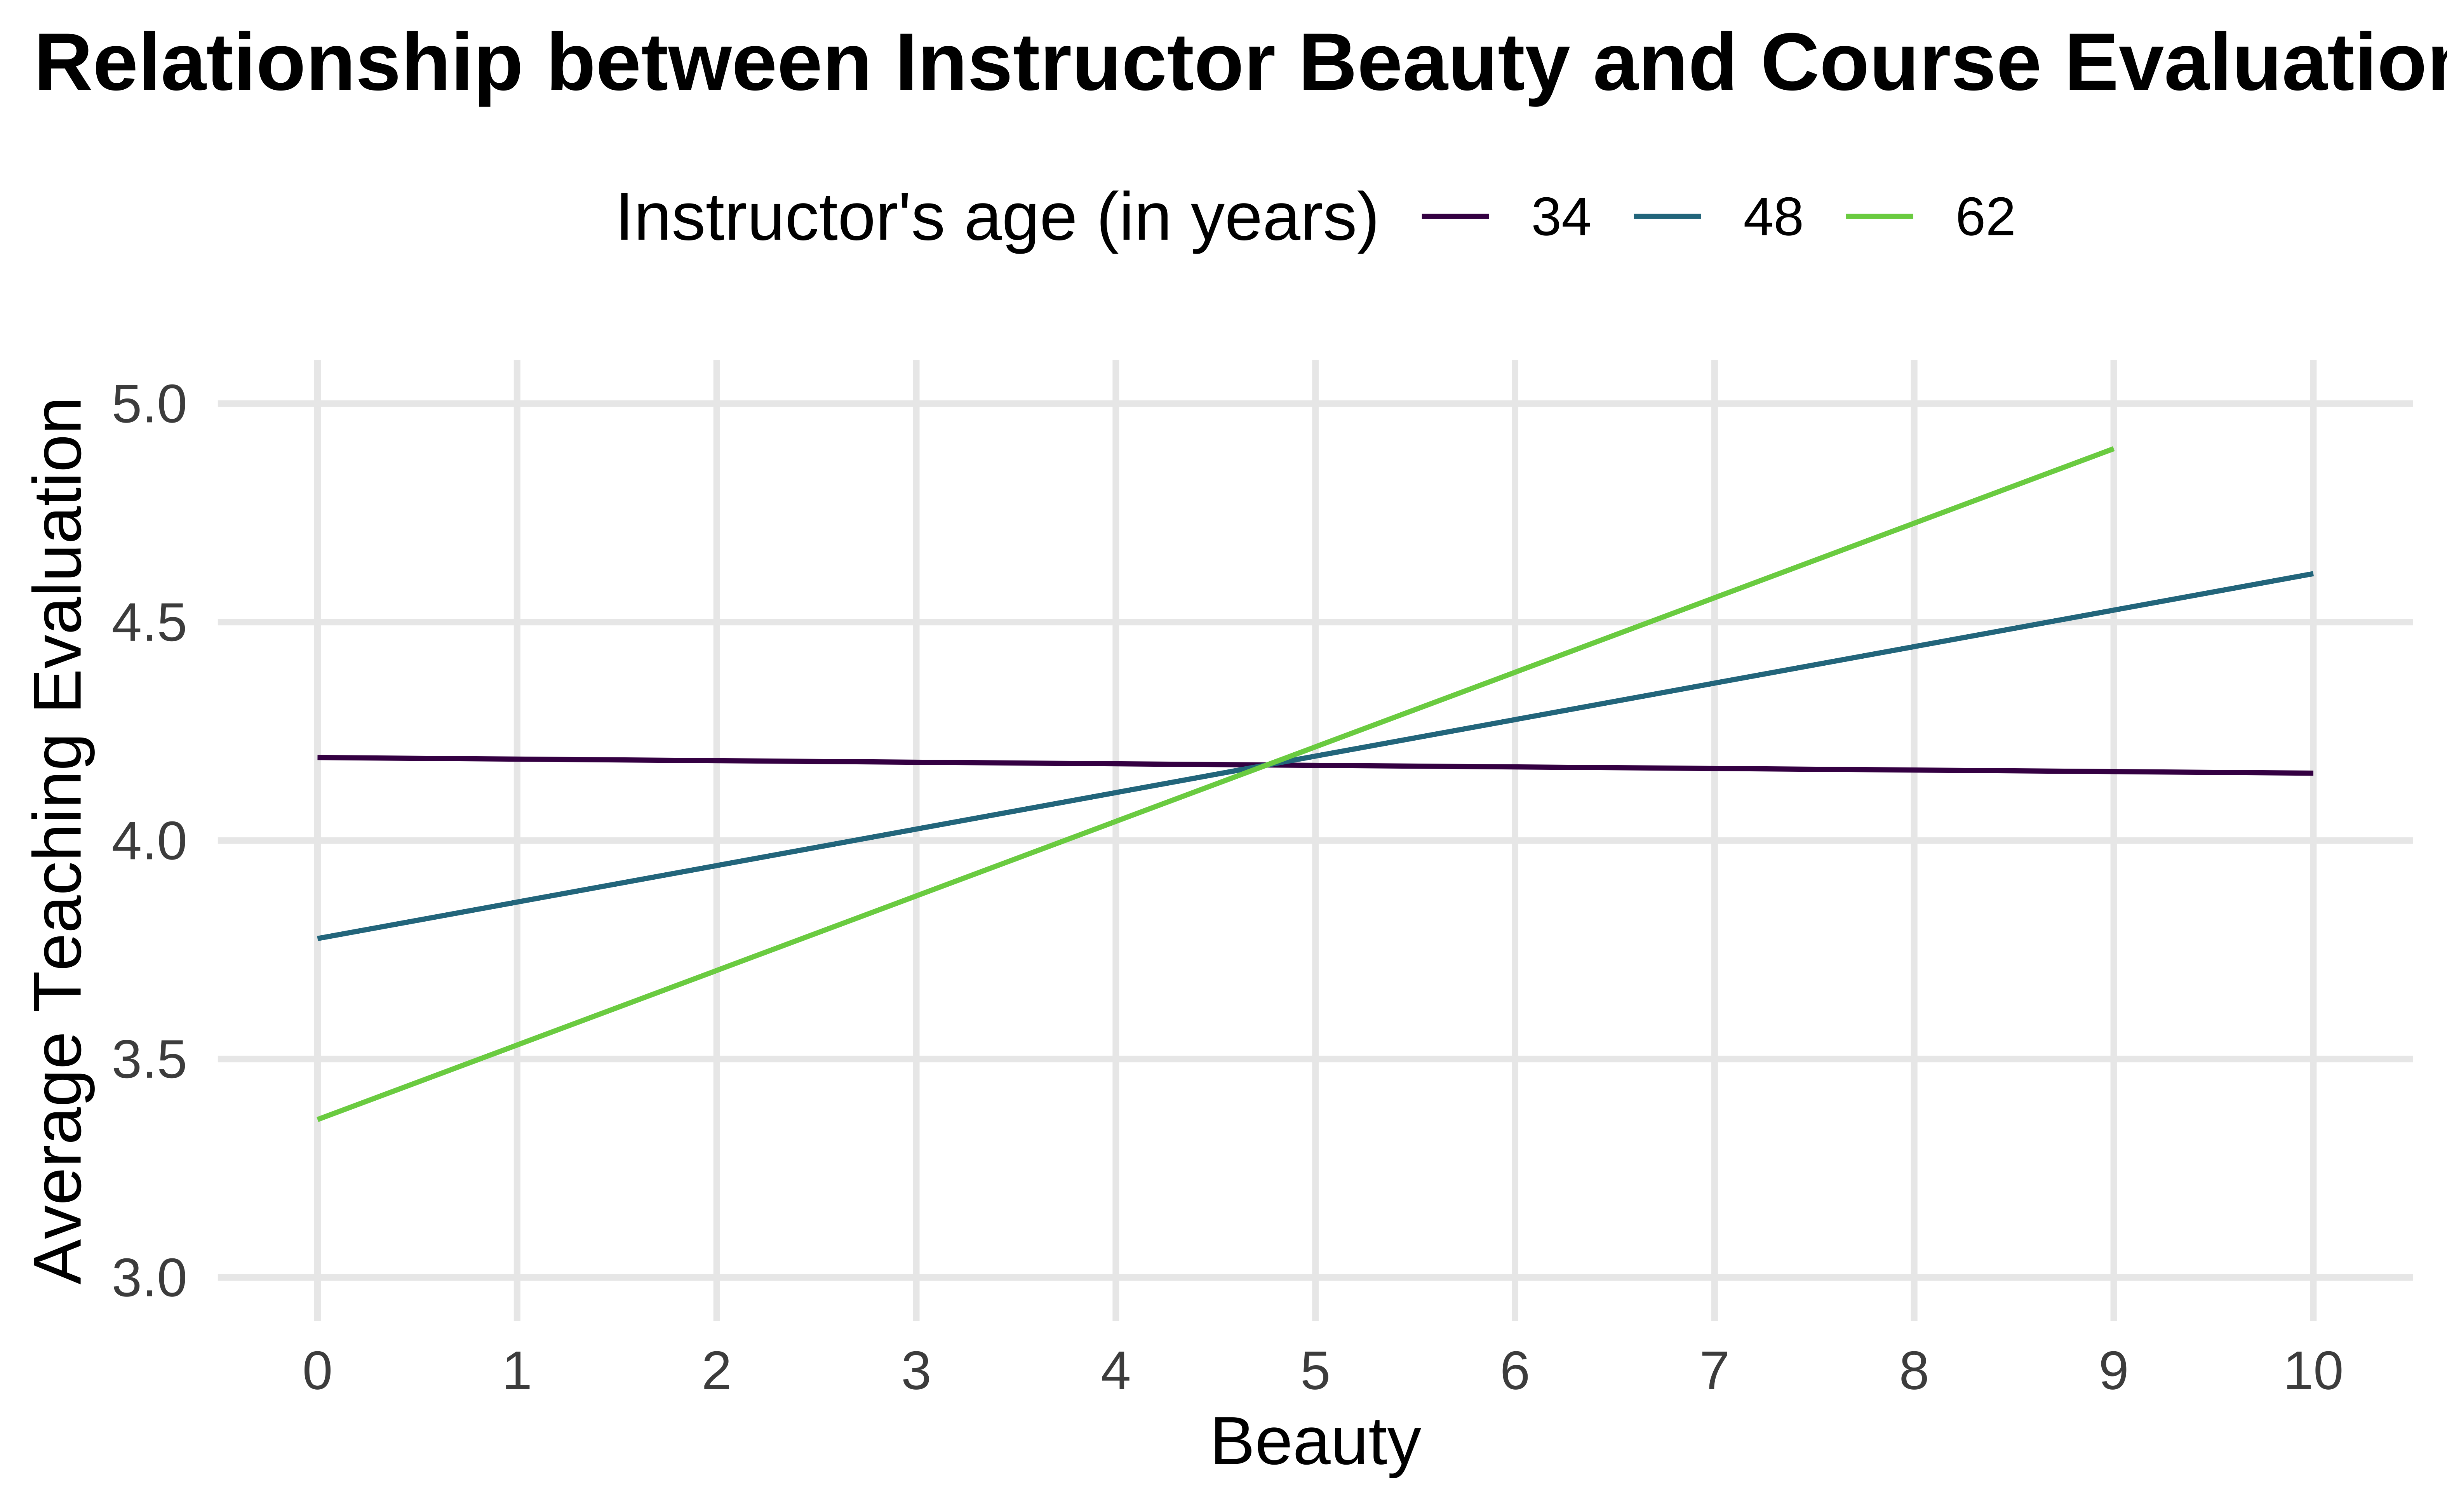 Relationship between Instructor Beauty and Course Evaluation
Instructor's age (in years) 34 48 62
Average Teaching Evaluation
5.0
4.5
4.0
3.5
3.0
0 1 2 3 4 5 6 7 8 9 10
Beauty